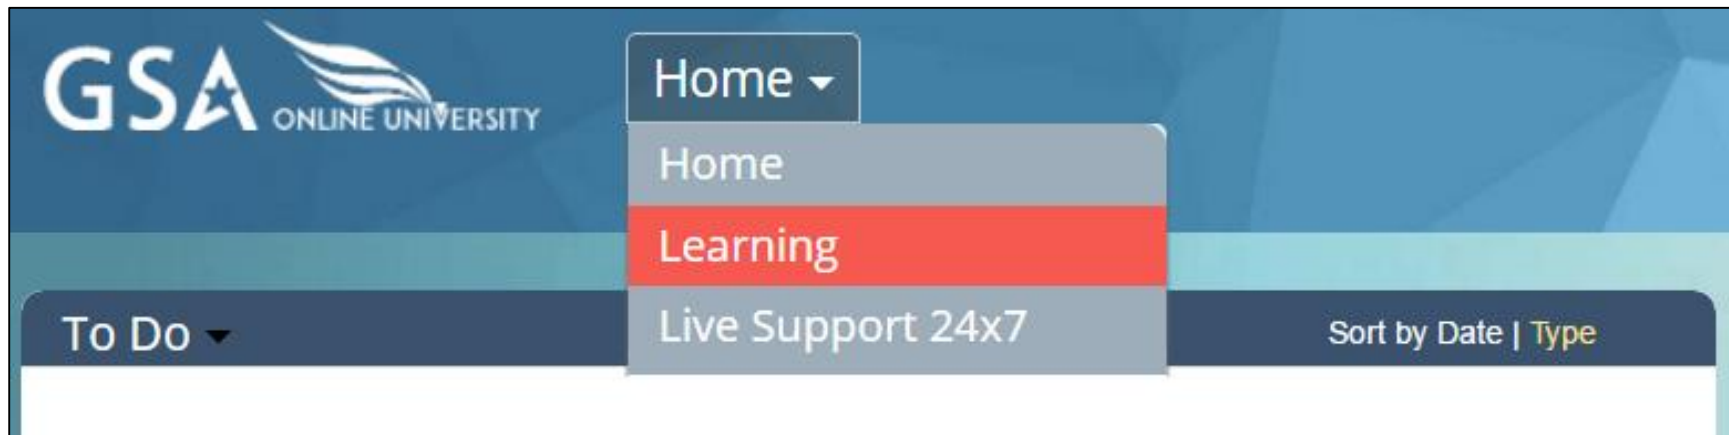 GSA ONLINE UNIVERSITY
Home
Home
Learning
Live Support 24x7
To Do
Sort by Date | Type